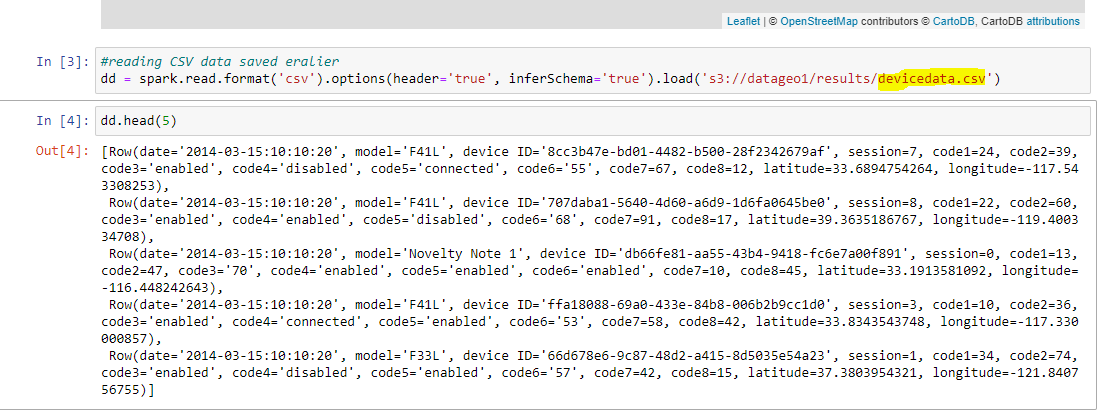 Leaflet | © OpenStreetMap contributors © CartoDB, CartoDB attributions
In [3]: #reading CSV data saved eralier
dd = spark.read.format('csv').options(header='true', inferSchema='true').load('s3://datageo1/results/devicedata.csv')
In [4]: dd.head(5)
Out[4]: [Row(date='2014-03-15:10:10:20', model='F41L', device ID='8cc3b47e-bd01-4482-b500-28f2342679af', session=7, code1=24, code2=39,
code3='enabled', code4='disabled', code5='connected', code6='55', code7=67, code8=12, latitude=33.6894754264, longitude=-117.54
3308253),
Row(date='2014-03-15:10:10:20', model='F41L', device ID='707daba1-5640-4d60-a6d9-1d6fa0645be0', session=8, code1=22, code2=60,
code3='enabled', code4='enabled', code5='disabled', code6='68', code7=91, code8=17, latitude=39.3635186767, longitude=-119.4003
34708),
Row(date='2014-03-15:10:10:20', model='Novelty Note 1', device ID='db66fe81-aa55-43b4-9418-fc6e7a00f891', session=0, code1=13,
code2=47, code3='70', code4='enabled', code5='enabled', code6='enabled', code7=10, code8=45, latitude=33.1913581092, longitude=
-116.448242643),
Row(date='2014-03-15:10:10:20', model='F41L', device ID='ffa18088-69a0-433e-84b8-006b2b9cc1d0', session=3, code1=10, code2=36,
code3='enabled', code4='connected', code5='enabled', code6='53', code7=58, code8=42, latitude=33.8343543748, longitude=-117.330
000857),
Row(date='2014-03-15:10:10:20', model='F33L', device ID='66d678e6-9c87-48d2-a415-8d5035e54a23', session=1, code1=34, code2=74,
code3='enabled', code4='disabled', code5='enabled', code6='57', code7=42, code8=15, latitude=37.3803954321, longitude=-121.8407
56755)]